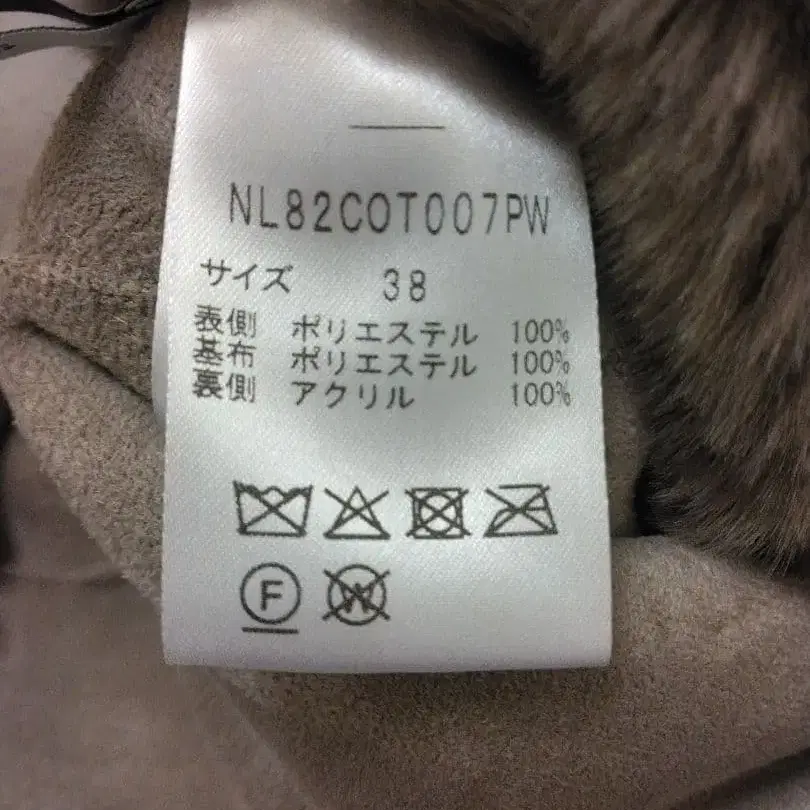 NL82COT007PW
サイズ 38
表側 ポリエステル 100%
基布 ポリエステル 100%
裏側 アクリル 100%
F W